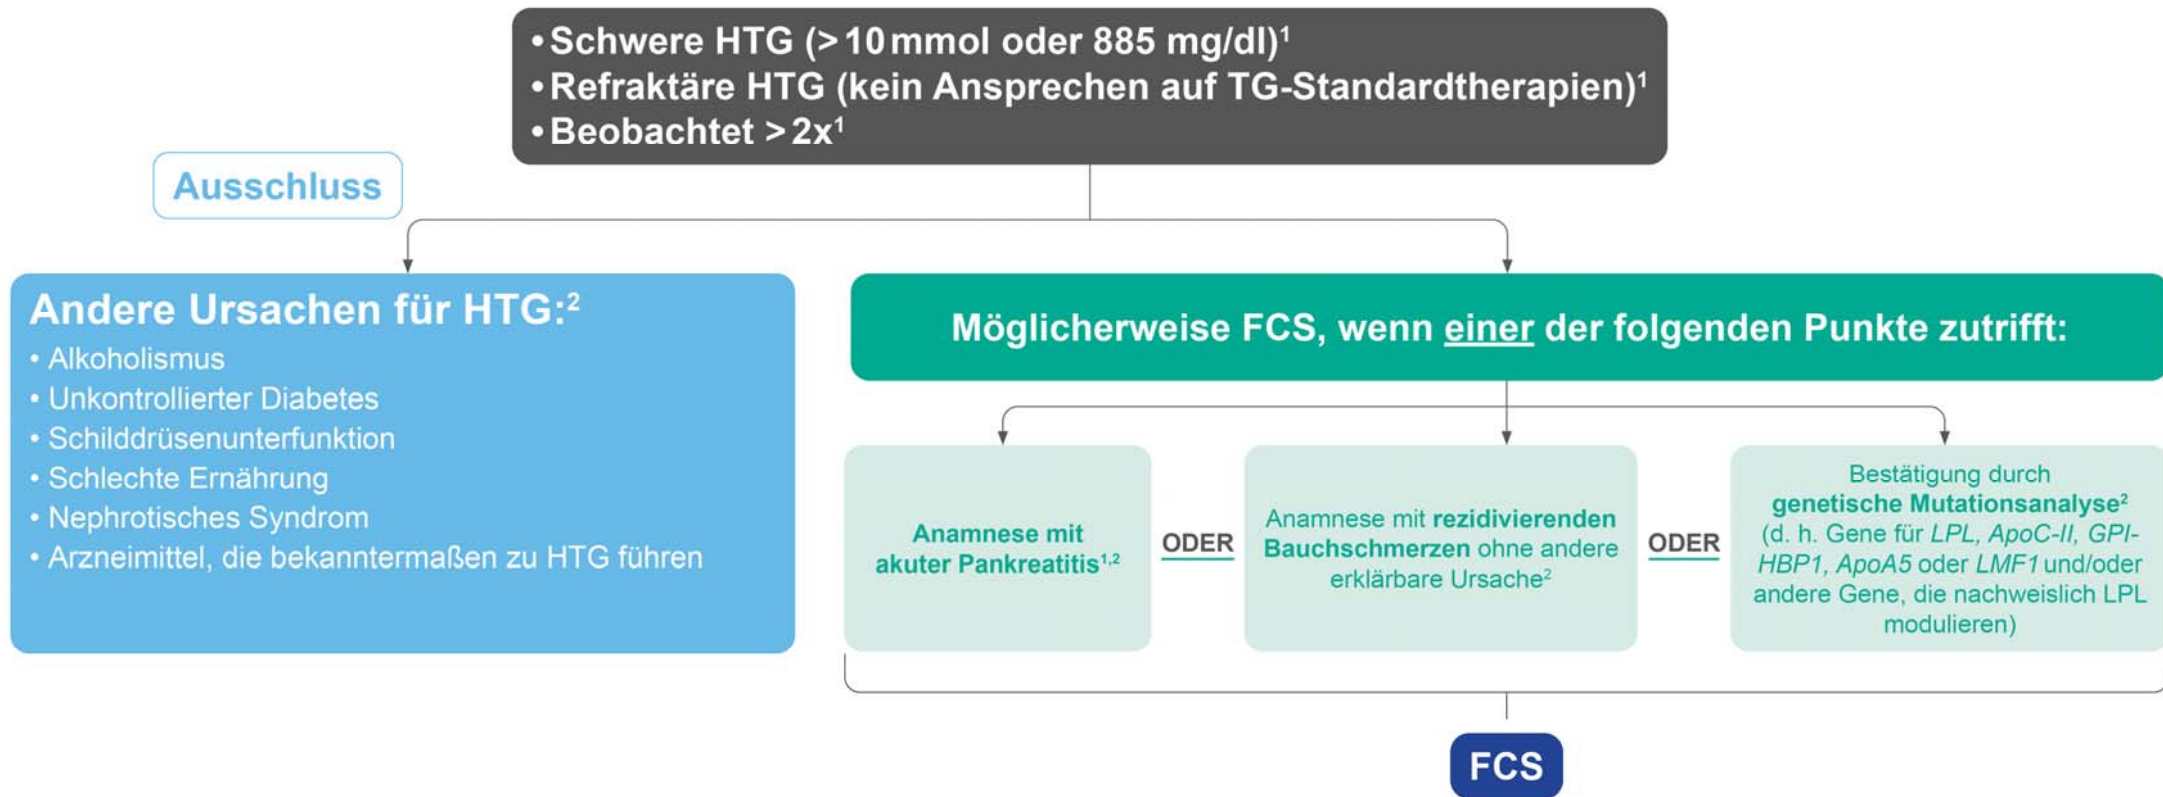 • Schwere HTG (> 10 mmol oder 885 mg/dl)¹
• Refraktäre HTG (kein Ansprechen auf TG-Standardtherapien)¹
• Beobachtet > 2x¹
Ausschluss
Andere Ursachen für HTG:²
• Alkoholismus
• Unkontrollierter Diabetes
• Schilddrüsenunterfunktion
• Schlechte Ernährung
• Nephrotisches Syndrom
• Arzneimittel, die bekanntermaßen zu HTG führen
Möglicherweise FCS, wenn einer der folgenden Punkte zutrifft:
Anamnese mit
akuter Pankreatitis¹,²
ODER
Anamnese mit rezidivierenden
Bauchschmerzen ohne andere
erklärbare Ursache²
ODER
Bestätigung durch
genetische Mutationsanalyse²
(d. h. Gene für LPL, ApoC-II, GPI-
HBP1, ApoA5 oder LMF1 und/oder
andere Gene, die nachweislich LPL
modulieren)
FCS